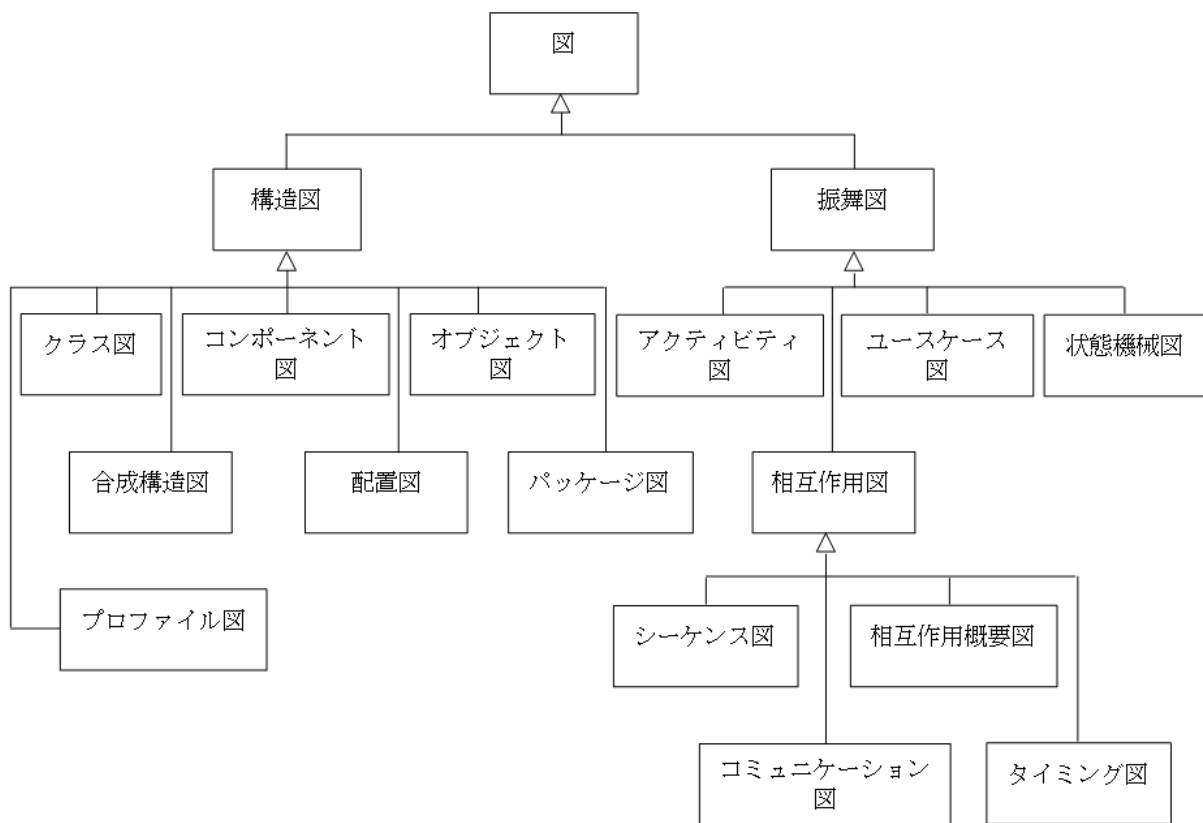 図
構造図
振舞図
クラス図
コンポーネント
図
オブジェクト
図
アクティビティ
図
ユースケース
図
状態機械図
合成構造図
配置図
パッケージ図
相互作用図
プロファイル図
シーケンス図
相互作用概要図
コミュニケーション
図
タイミング図